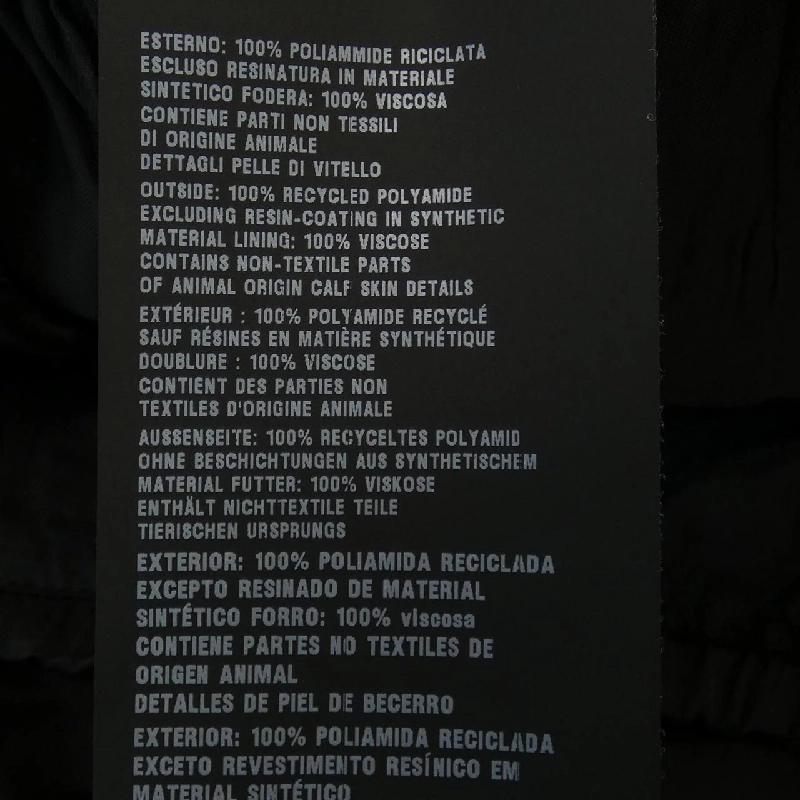 ESTERNO: 100% POLIAMMIDE RICICLATA
ESCLUSO RESINATURA IN MATERIALE
SINTETICO FODERA: 100% VISCOSA
CONTIENE PARTI NON TESSILI
DI ORIGINE ANIMALE
DETTAGLI PELLE DI VITELLO
OUTSIDE: 100% RECYCLED POLYAMIDE
EXCLUDING RESIN-COATING IN SYNTHETIC
MATERIAL LINING: 100% VISCOSE
CONTAINS NON-TEXTILE PARTS
OF ANIMAL ORIGIN CALF SKIN DETAILS
EXTÉRIEUR : 100% POLYAMIDE RECYCLÉ
SAUF RÉSINES EN MATIÈRE SYNTHÉTIQUE
DOUBLURE : 100% VISCOSE
CONTIENT DES PARTIES NON
TEXTILES D'ORIGINE ANIMALE
AUSSENSEITE: 100% RECYCELTES POLYAMID
OHNE BESCHICHTUNGEN AUS SYNTHETISCHEM
MATERIAL FUTTER: 100% VISKOSE
ENTHÄLT NICHTTEXTILE TEILE
TIERISCHEN URSPRUNGS
EXTERIOR: 100% POLIAMIDA RECICLADA
EXCEPTO RESINADO DE MATERIAL
SINTÉTICO FORRO: 100% viscosa
CONTIENE PARTES NO TEXTILES DE
ORIGEN ANIMAL
DETALLES DE PIEL DE BECERRO
EXTERIOR: 100% POLIAMIDA RECICLADA
EXCETO REVESTIMENTO RESÍNICO EM
MATERIAL SINTÉTICO